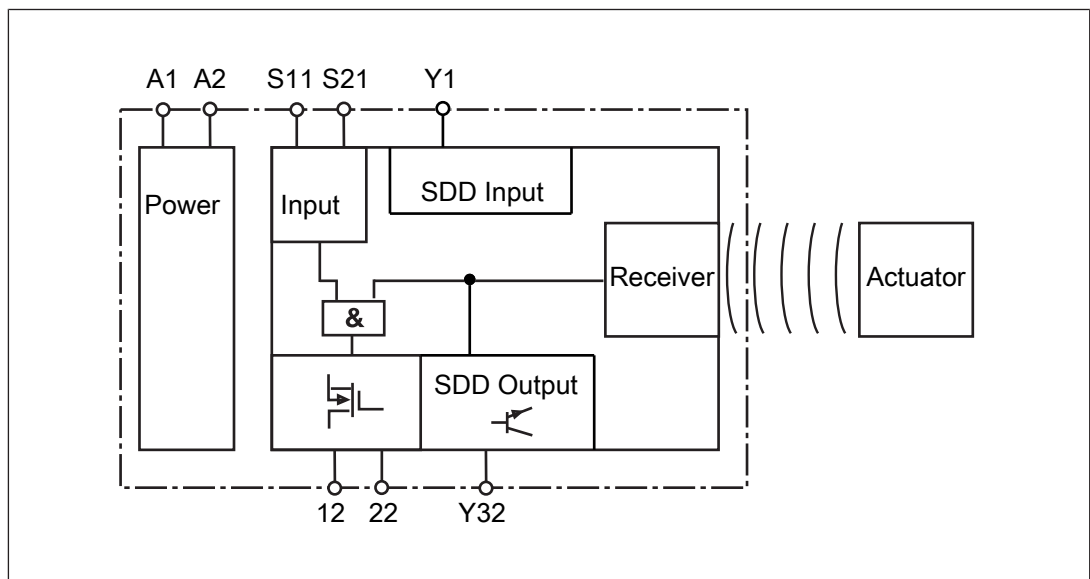 A1 A2 S11 S21 Y1
Power
Input
SDD Input
Receiver
Actuator
&
SDD Output
12 22 Y32